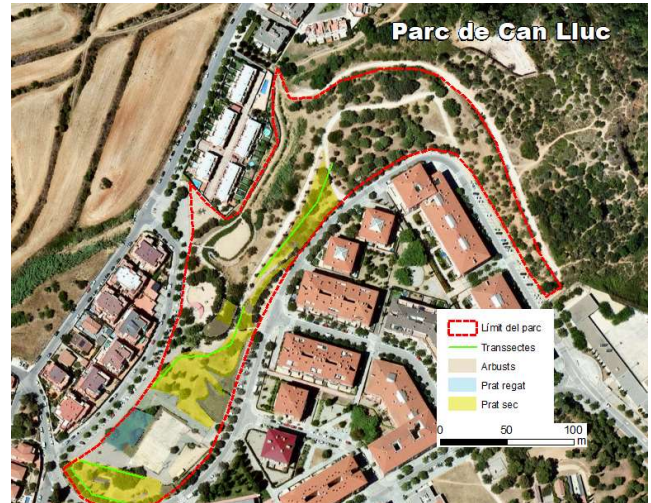 Parc de Can Lluc
Límit del parc
Transsectes
Arbusts
Prat regat
Prat sec
0 50 100
m